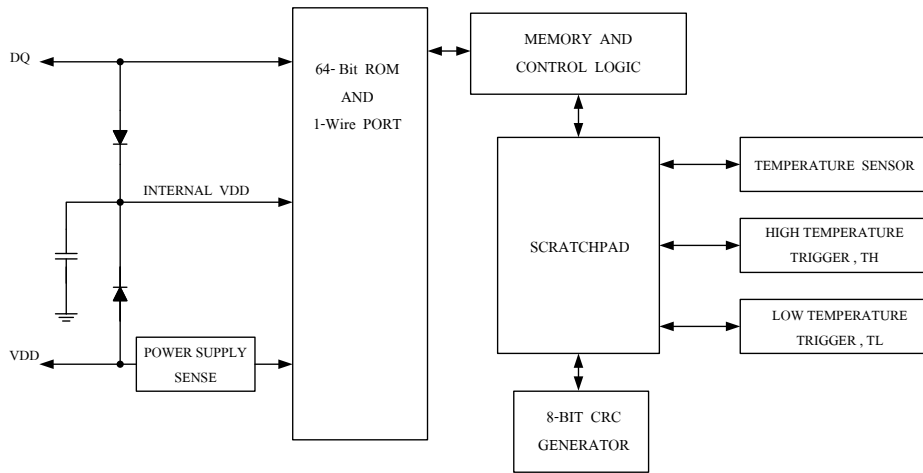 DQ
64-Bit ROM
AND
1-Wire PORT
MEMORY AND
CONTROL LOGIC
INTERNAL VDD
SCRATCHPAD
TEMPERATURE SENSOR
HIGH TEMPERATURE
TRIGGER , TH
LOW TEMPERATURE
TRIGGER , TL
VDD
POWER SUPPLY
SENSE
8-BIT CRC
GENERATOR